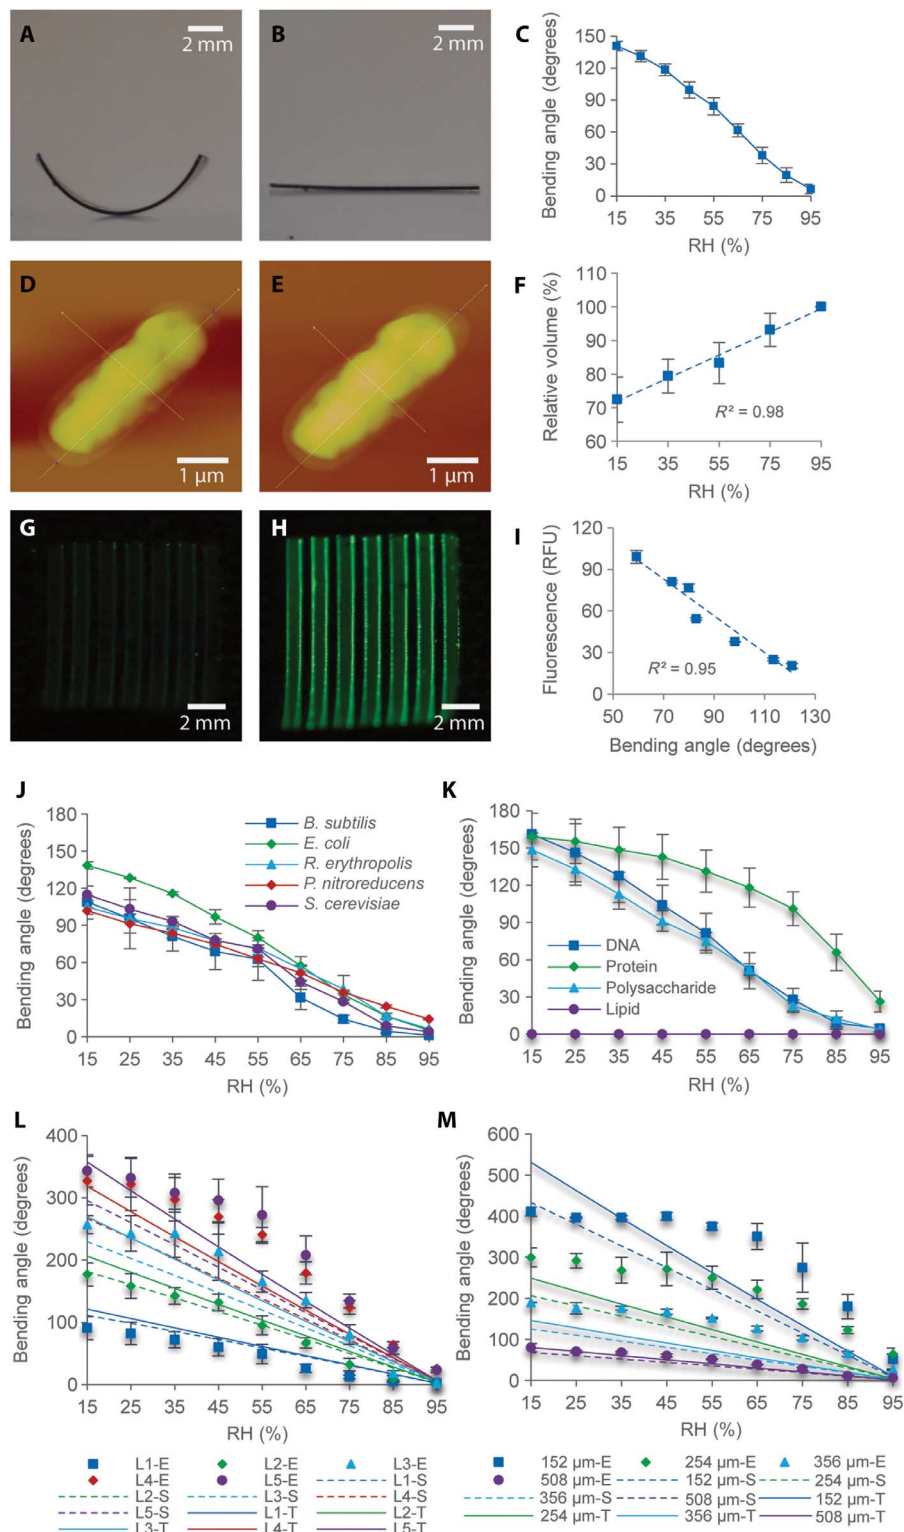 A
2 mm
B
2 mm
C
Bending angle (degrees)
150
120
90
60
30
0
15 35 55 75 95
RH (%)
D
1 µm
E
1 µm
F
Relative volume (%)
110
100
90
80
70
60
R² = 0.98
15 35 55 75 95
RH (%)
G
2 mm
H
2 mm
I
Fluorescence (RFU)
120
90
60
30
0
R² = 0.95
50 70 90 110 130
Bending angle (degrees)
J
Bending angle (degrees)
180
150
120
90
60
30
0
B. subtilis
E. coli
R. erythropolis
P. nitroreducens
S. cerevisiae
15 25 35 45 55 65 75 85 95
RH (%)
K
Bending angle (degrees)
180
150
120
90
60
30
0
DNA
Protein
Polysaccharide
Lipid
15 25 35 45 55 65 75 85 95
RH (%)
L
Bending angle (degrees)
400
300
200
100
0
15 25 35 45 55 65 75 85 95
RH (%)
L1-E L2-E L3-E
L4-E L5-E L1-S
L2-S L3-S L4-S
L5-S L1-T L2-T
L3-T L4-T L5-T
M
Bending angle (degrees)
600
500
400
300
200
100
0
15 25 35 45 55 65 75 85 95
RH (%)
152 µm-E 254 µm-E 356 µm-E
508 µm-E 152 µm-S 254 µm-S
356 µm-S 508 µm-S 152 µm-T
254 µm-T 356 µm-T 508 µm-T